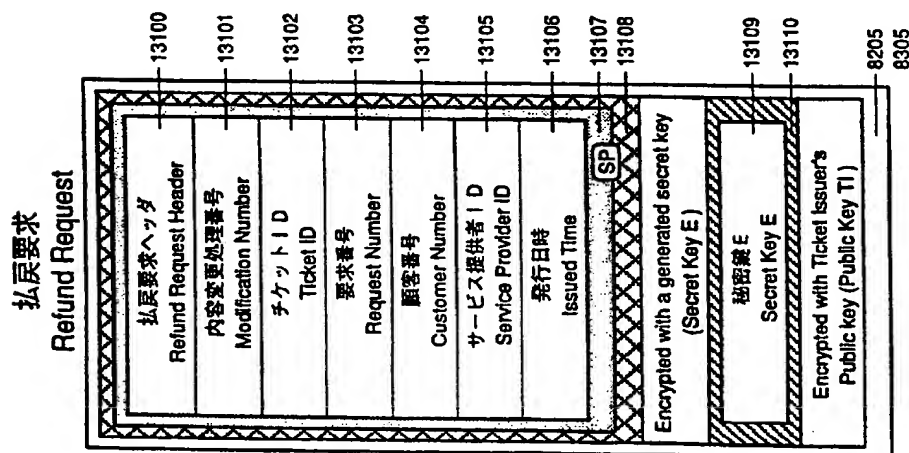 払戻要求
Refund Request
払戻要求ヘッダ
Refund Request Header
13100
内容変更処理番号
Modification Number
13101
チケットID
Ticket ID
13102
要求番号
Request Number
13103
顧客番号
Customer Number
13104
サービス提供者ID
Service Provider ID
13105
発行日時
Issued Time
13106
13107
SP
13108
Encrypted with a generated secret key
(Secret Key E)
秘密鍵E
Secret Key E
13109
13110
Encrypted with Ticket Issuer's
Public key (Public Key TI)
8205
8305